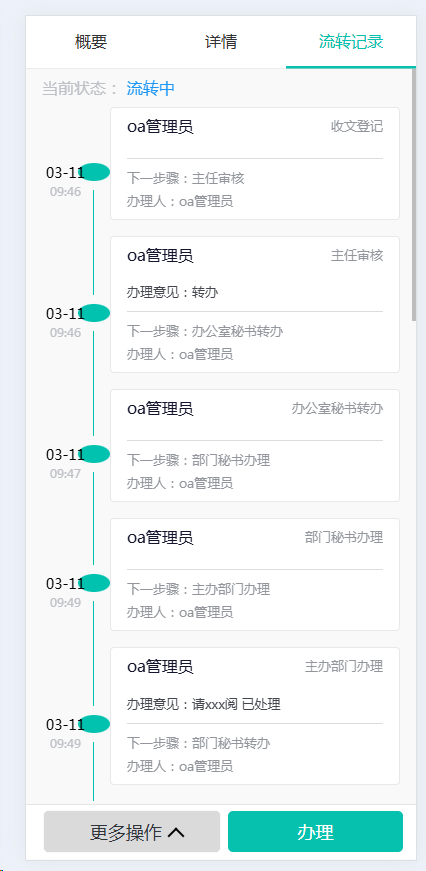 概要 详情 流转记录
当前状态： 流转中
oa管理员 收文登记
03-11
09:46
下一步骤：主任审核
办理人：oa管理员
oa管理员 主任审核
办理意见：转办
03-11
09:46
下一步骤：办公室秘书转办
办理人：oa管理员
oa管理员 办公室秘书转办
03-11
09:47
下一步骤：部门秘书办理
办理人：oa管理员
oa管理员 部门秘书办理
03-11
09:49
下一步骤：主办部门办理
办理人：oa管理员
oa管理员 主办部门办理
办理意见：请xxx阅 已处理
03-11
09:49
下一步骤：部门秘书转办
办理人：oa管理员
更多操作 办理